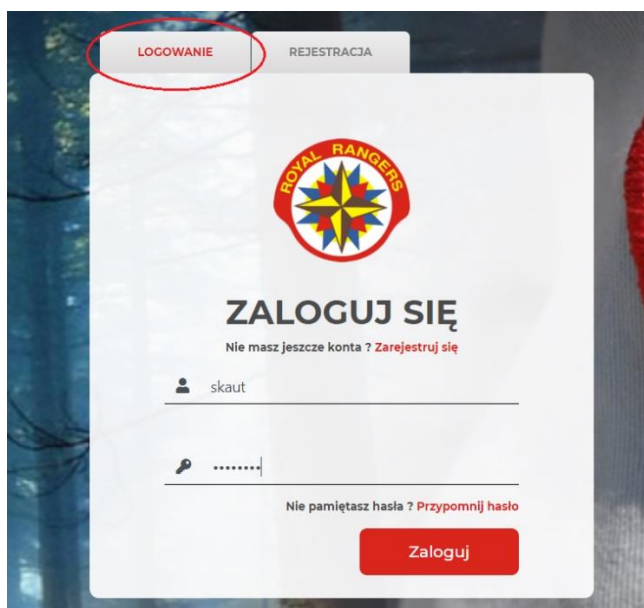 LOGOWANIE
REJESTRACJA
ROYAL RANGERS
ZALOGUJ SIĘ
Nie masz jeszcze konta ? Zarejestruj się
skaut
••••••••
Nie pamiętasz hasła ? Przypomnij hasło
Zaloguj